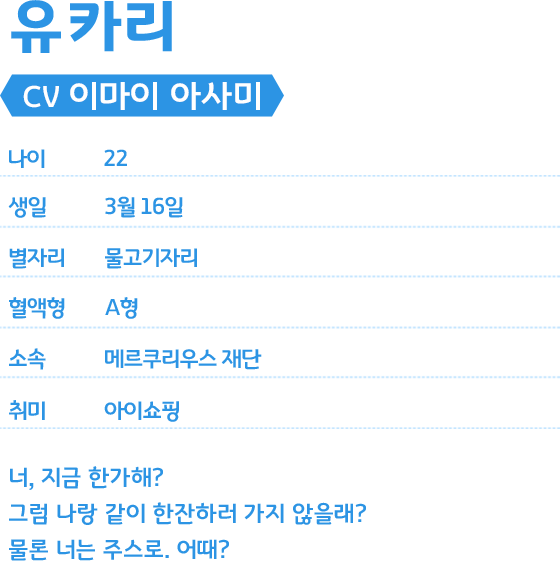 유카리
CV 이마이 아사미
나이 22
생일 3월 16일
별자리 물고기자리
혈액형 A형
소속 메르쿠리우스 재단
취미 아이쇼핑
너, 지금 한가해?
그럼 나랑 같이 한잔하러 가지 않을래?
물론 너는 주스로. 어때?